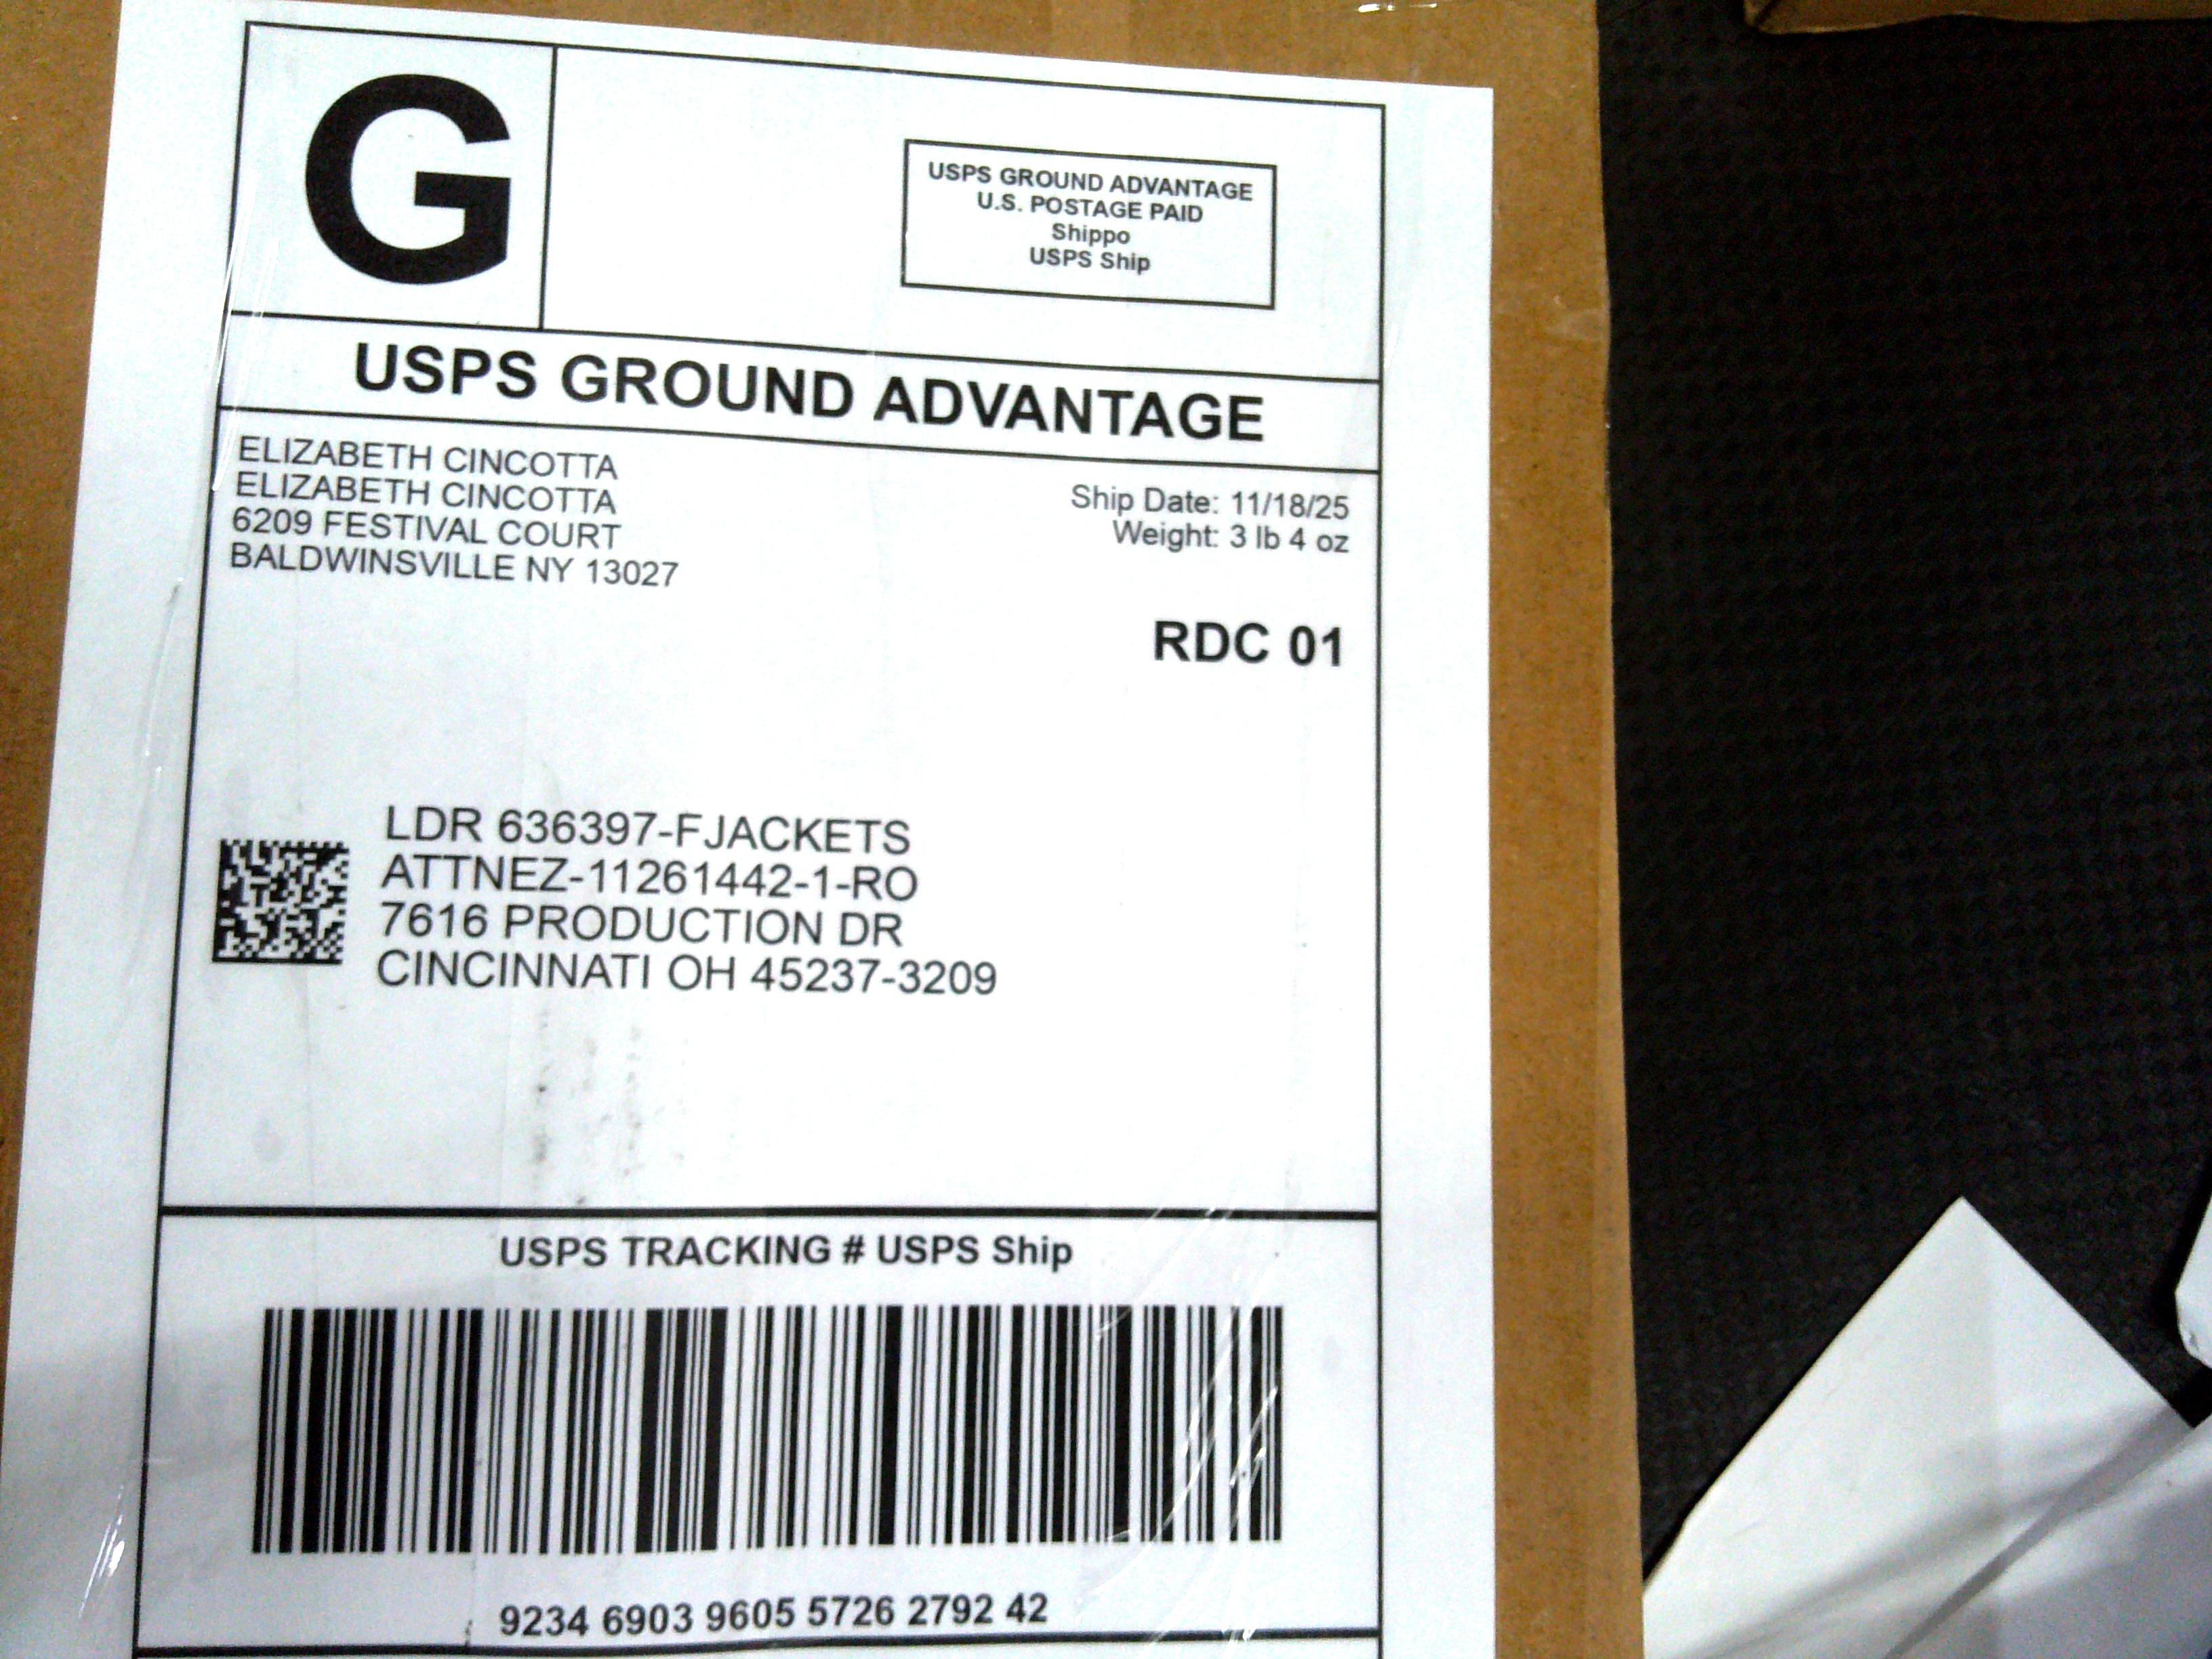 G
USPS GROUND ADVANTAGE
U.S. POSTAGE PAID
Shippo
USPS Ship
USPS GROUND ADVANTAGE
ELIZABETH CINCOTTA
ELIZABETH CINCOTTA
6209 FESTIVAL COURT
BALDWINSVILLE NY 13027
Ship Date: 11/18/25
Weight: 3 lb 4 oz
RDC 01
LDR 636397-FJACKETS
ATTNEZ-11261442-1-RO
7616 PRODUCTION DR
CINCINNATI OH 45237-3209
USPS TRACKING # USPS Ship
9234 6903 9605 5726 2792 42